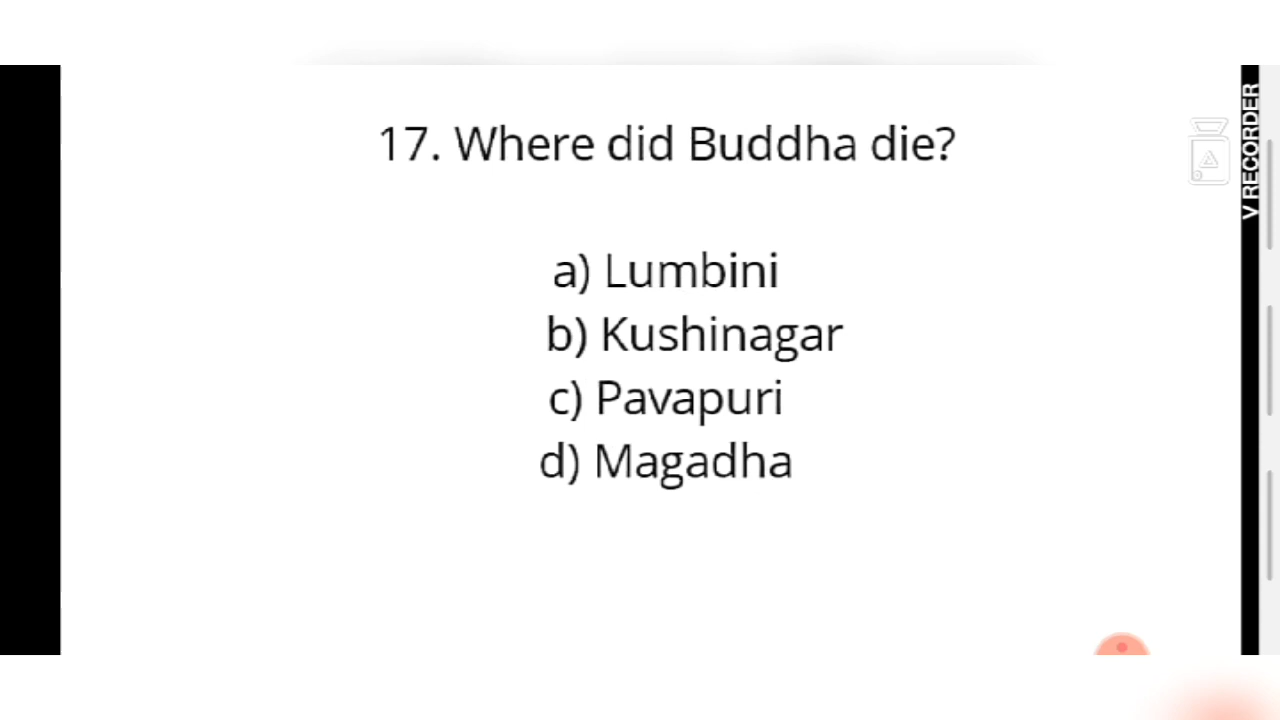 17. Where did Buddha die?
a) Lumbini
b) Kushinagar
c) Pavapuri
d) Magadha
V RECORDER